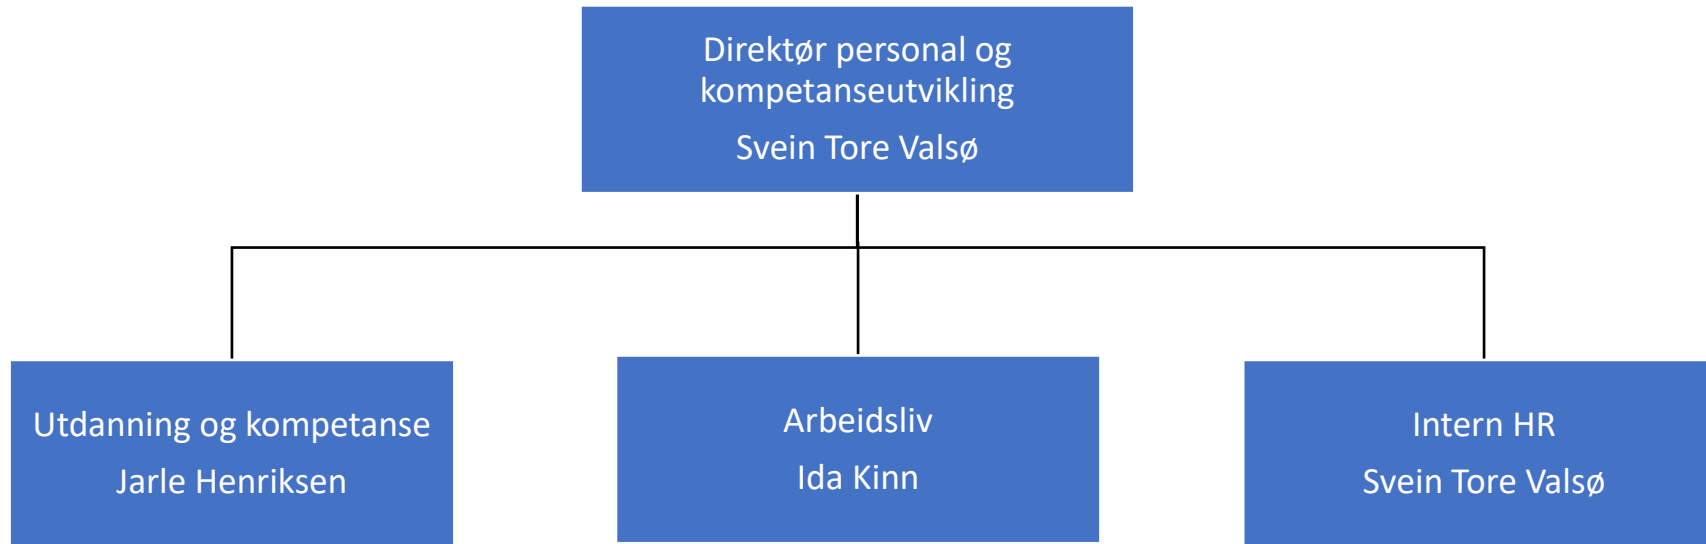 Direktør personal og
kompetanseutvikling
Svein Tore Valsø
Utdanning og kompetanse
Jarle Henriksen
Arbeidsliv
Ida Kinn
Intern HR
Svein Tore Valsø